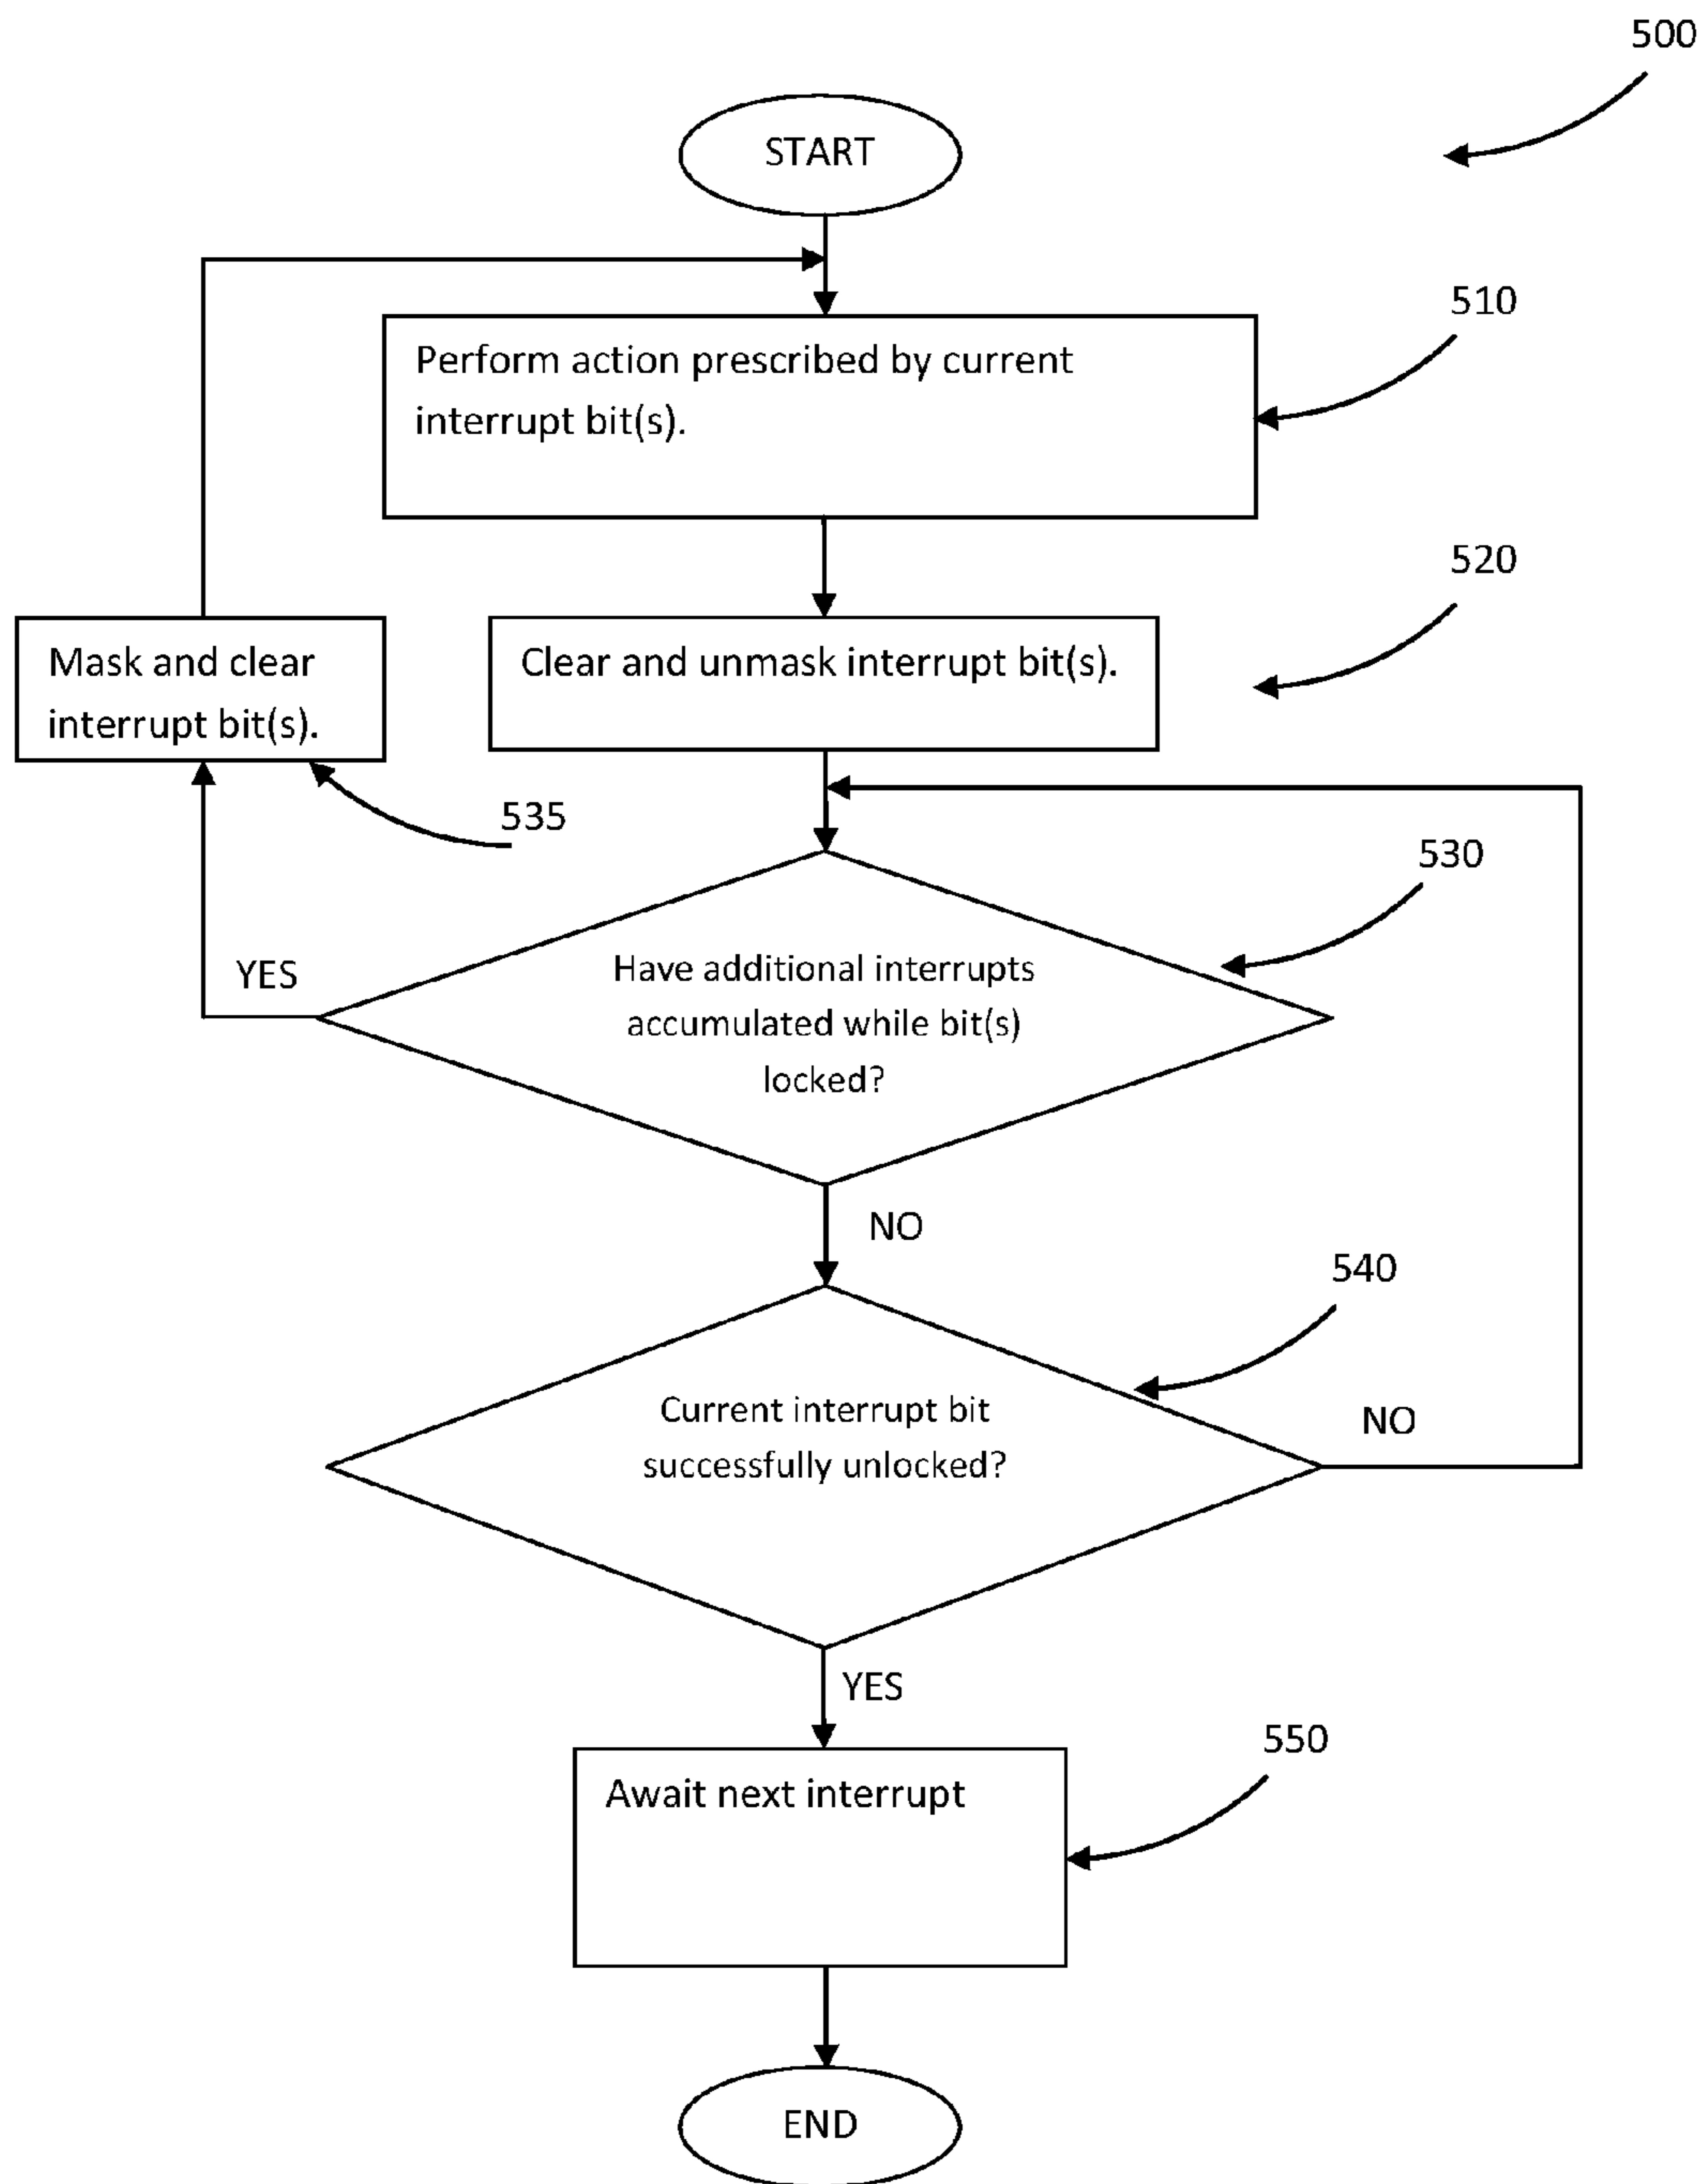 500
START
510
Perform action prescribed by current
interrupt bit(s).
520
Mask and clear
interrupt bit(s).
Clear and unmask interrupt bit(s).
535
530
YES
Have additional interrupts
accumulated while bit(s)
locked?
NO
540
Current interrupt bit
successfully unlocked?
NO
YES
550
Await next interrupt
END